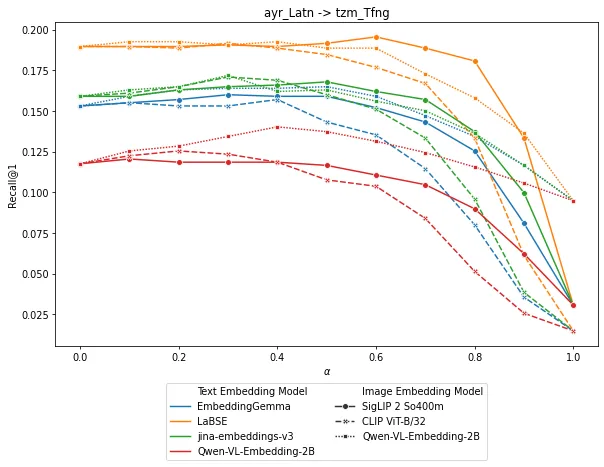 ayr_Latn -> tzm_Tfng
Recall@1
0.200
0.175
0.150
0.125
0.100
0.075
0.050
0.025
0.0 0.2 0.4 0.6 0.8 1.0
α
Text Embedding Model Image Embedding Model
EmbeddingGemma SigLIP 2 So400m
LaBSE CLIP ViT-B/32
jina-embeddings-v3 Qwen-VL-Embedding-2B
Qwen-VL-Embedding-2B